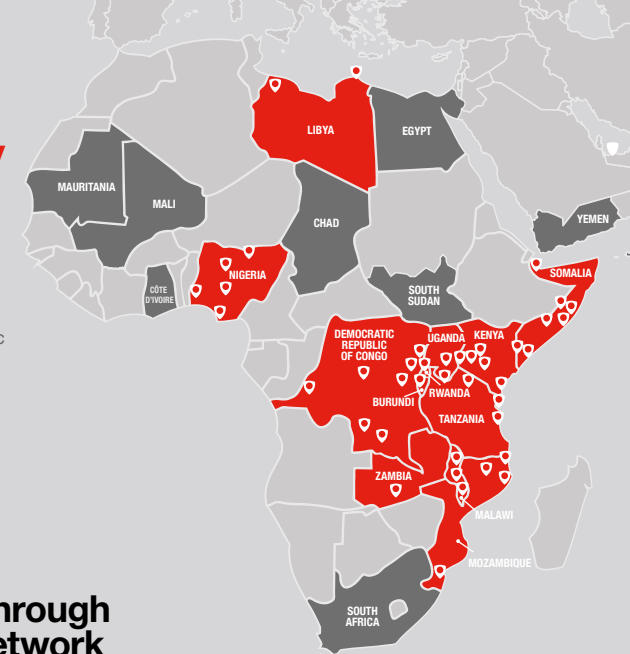 LIBYA
EGYPT
MAURITANIA
MALI
CHAD
YEMEN
NIGERIA
SOMALIA
CÔTE
D'IVOIRE
SOUTH
SUDAN
DEMOCRATIC
REPUBLIC
OF CONGO
UGANDA
KENYA
RWANDA
BURUNDI
TANZANIA
ZAMBIA
MALAWI
MOZAMBIQUE
SOUTH
AFRICA
hrough
etwork